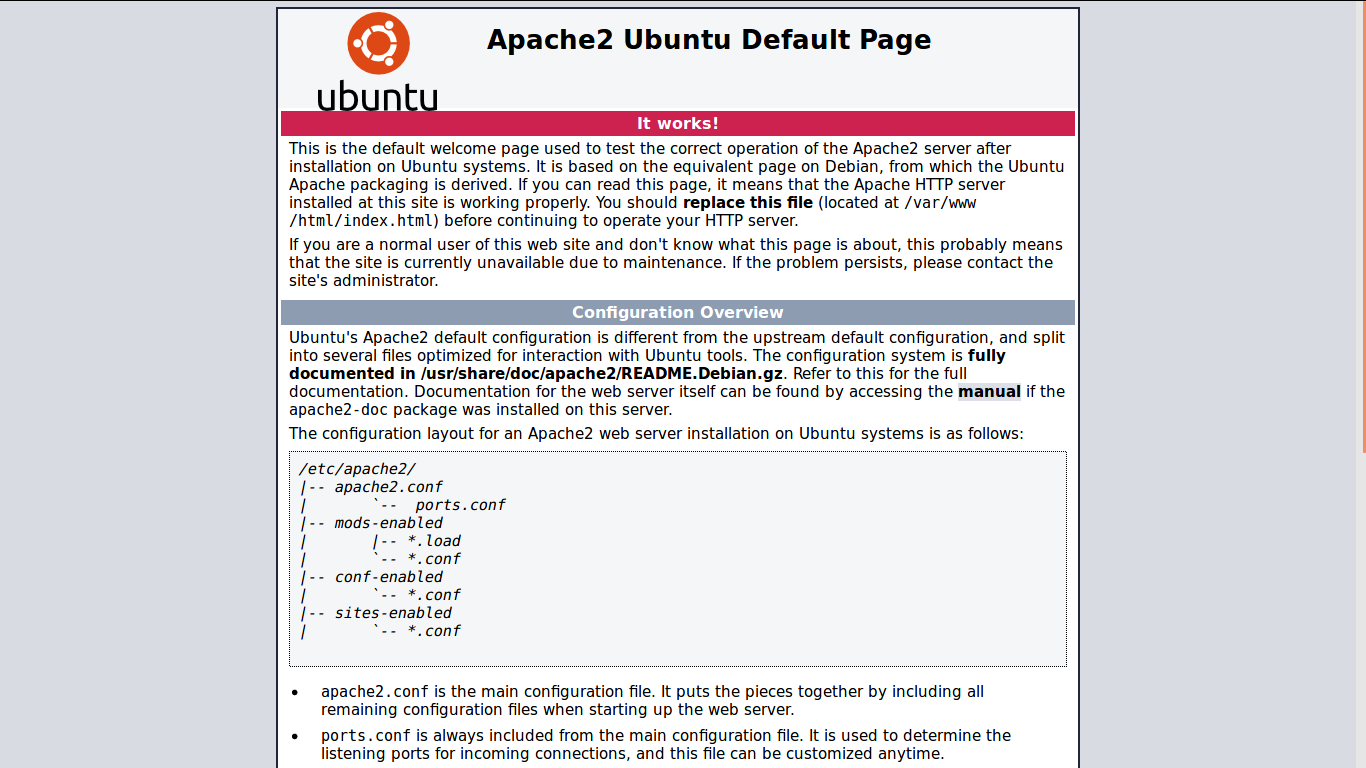 ubuntu
Apache2 Ubuntu Default Page
It works!
This is the default welcome page used to test the correct operation of the Apache2 server after
installation on Ubuntu systems. It is based on the equivalent page on Debian, from which the Ubuntu
Apache packaging is derived. If you can read this page, it means that the Apache HTTP server
installed at this site is working properly. You should replace this file (located at /var/www
/html/index.html) before continuing to operate your HTTP server.
If you are a normal user of this web site and don't know what this page is about, this probably means
that the site is currently unavailable due to maintenance. If the problem persists, please contact the
site's administrator.
Configuration Overview
Ubuntu's Apache2 default configuration is different from the upstream default configuration, and split
into several files optimized for interaction with Ubuntu tools. The configuration system is fully
documented in /usr/share/doc/apache2/README.Debian.gz. Refer to this for the full
documentation. Documentation for the web server itself can be found by accessing the manual if the
apache2-doc package was installed on this server.
The configuration layout for an Apache2 web server installation on Ubuntu systems is as follows:
/etc/apache2/
|-- apache2.conf
|       `--  ports.conf
|-- mods-enabled
|       |-- *.load
|       `-- *.conf
|-- conf-enabled
|       `-- *.conf
|-- sites-enabled
|       `-- *.conf
• apache2.conf is the main configuration file. It puts the pieces together by including all
remaining configuration files when starting up the web server.
• ports.conf is always included from the main configuration file. It is used to determine the
listening ports for incoming connections, and this file can be customized anytime.